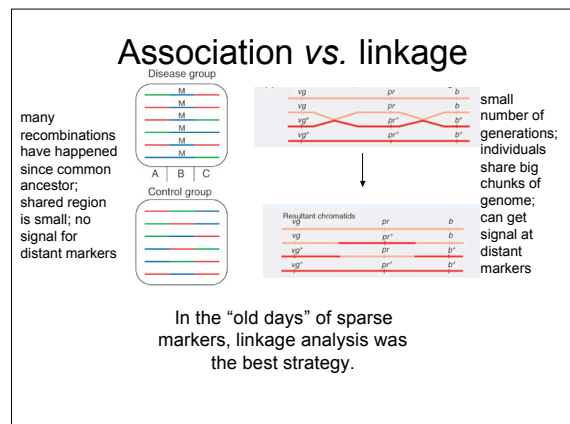 Association vs. linkage
Disease group
M
M
M
M
M
M
A B C
Control group
many
recombinations
have happened
since common
ancestor;
shared region
is small; no
signal for
distant markers
vg pr b
vg pr b
vg⁺ pr⁺ b⁺
vg⁺ pr⁺ b⁺
Resultant chromatids
vg pr b
vg pr⁺ b
vg⁺ pr b⁺
vg⁺ pr⁺ b⁺
small
number of
generations;
individuals
share big
chunks of
genome;
can get
signal at
distant
markers
In the “old days” of sparse
markers, linkage analysis was
the best strategy.